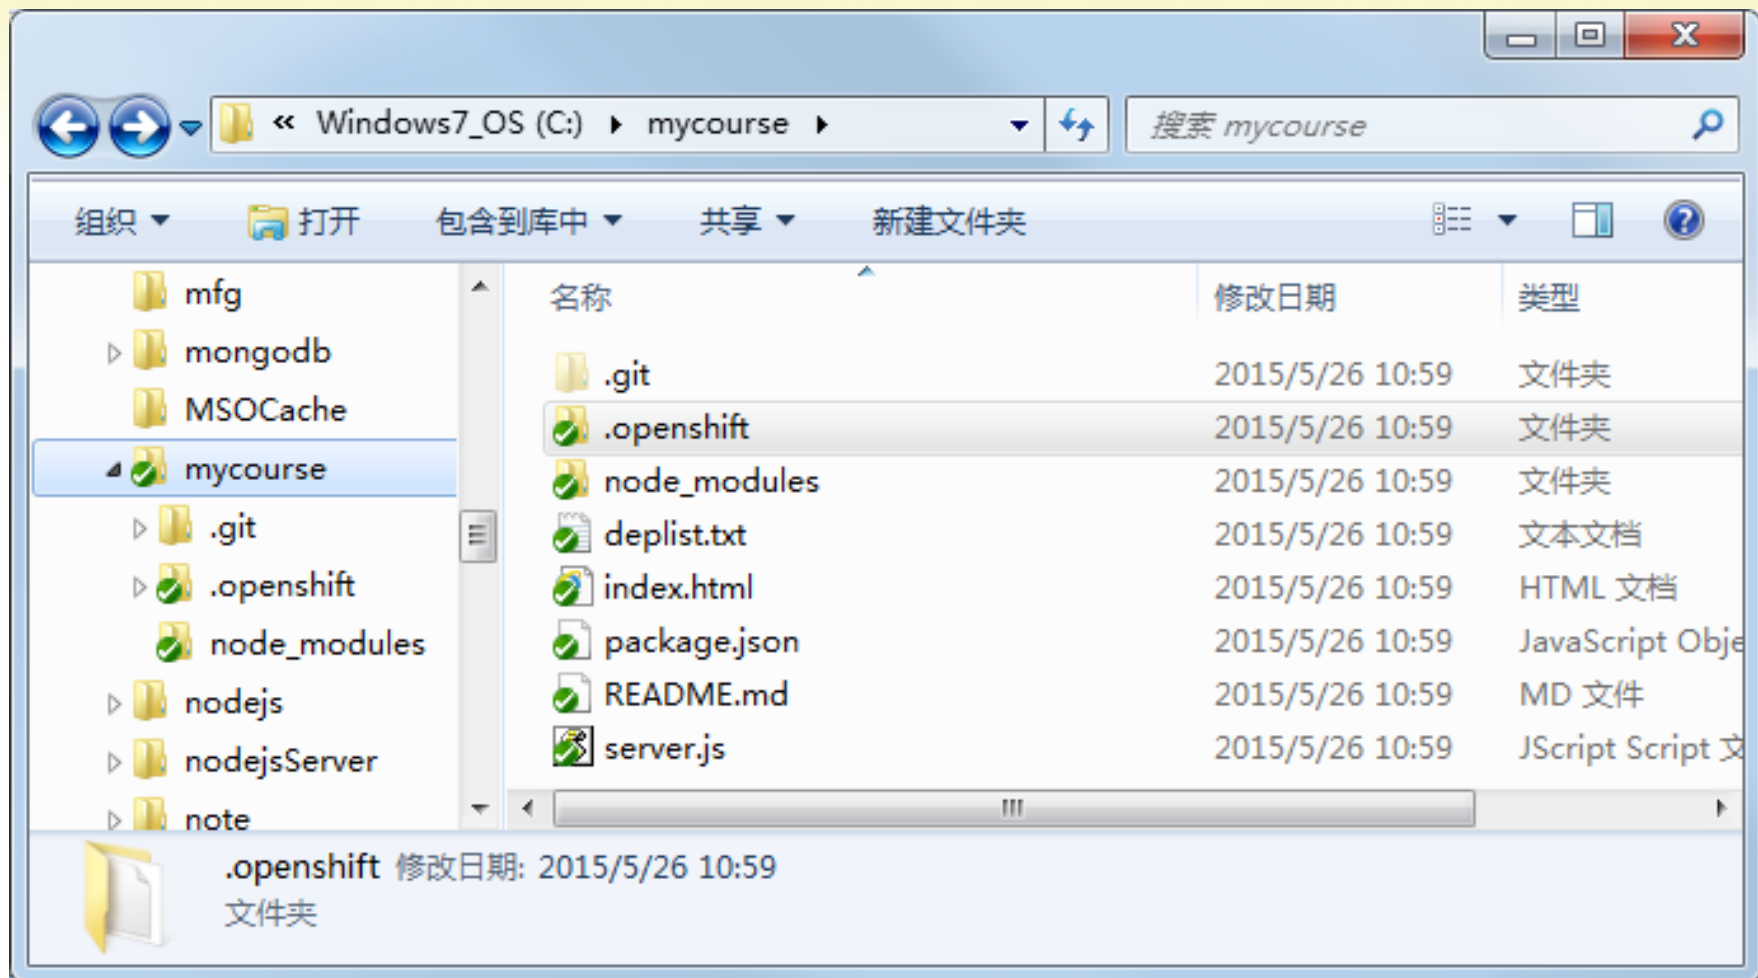 « Windows7_OS (C:) mycourse 搜索 mycourse
组织 打开 包含到库中 共享 新建文件夹
mfg
mongodb
MSOCache
mycourse
.git
.openshift
node_modules
nodejs
nodejsServer
note
名称 修改日期 类型
.git 2015/5/26 10:59 文件夹
.openshift 2015/5/26 10:59 文件夹
node_modules 2015/5/26 10:59 文件夹
deplist.txt 2015/5/26 10:59 文本文档
index.html 2015/5/26 10:59 HTML 文档
package.json 2015/5/26 10:59 JavaScript Obje
README.md 2015/5/26 10:59 MD 文件
server.js 2015/5/26 10:59 JScript Script 文
.openshift 修改日期: 2015/5/26 10:59
文件夹